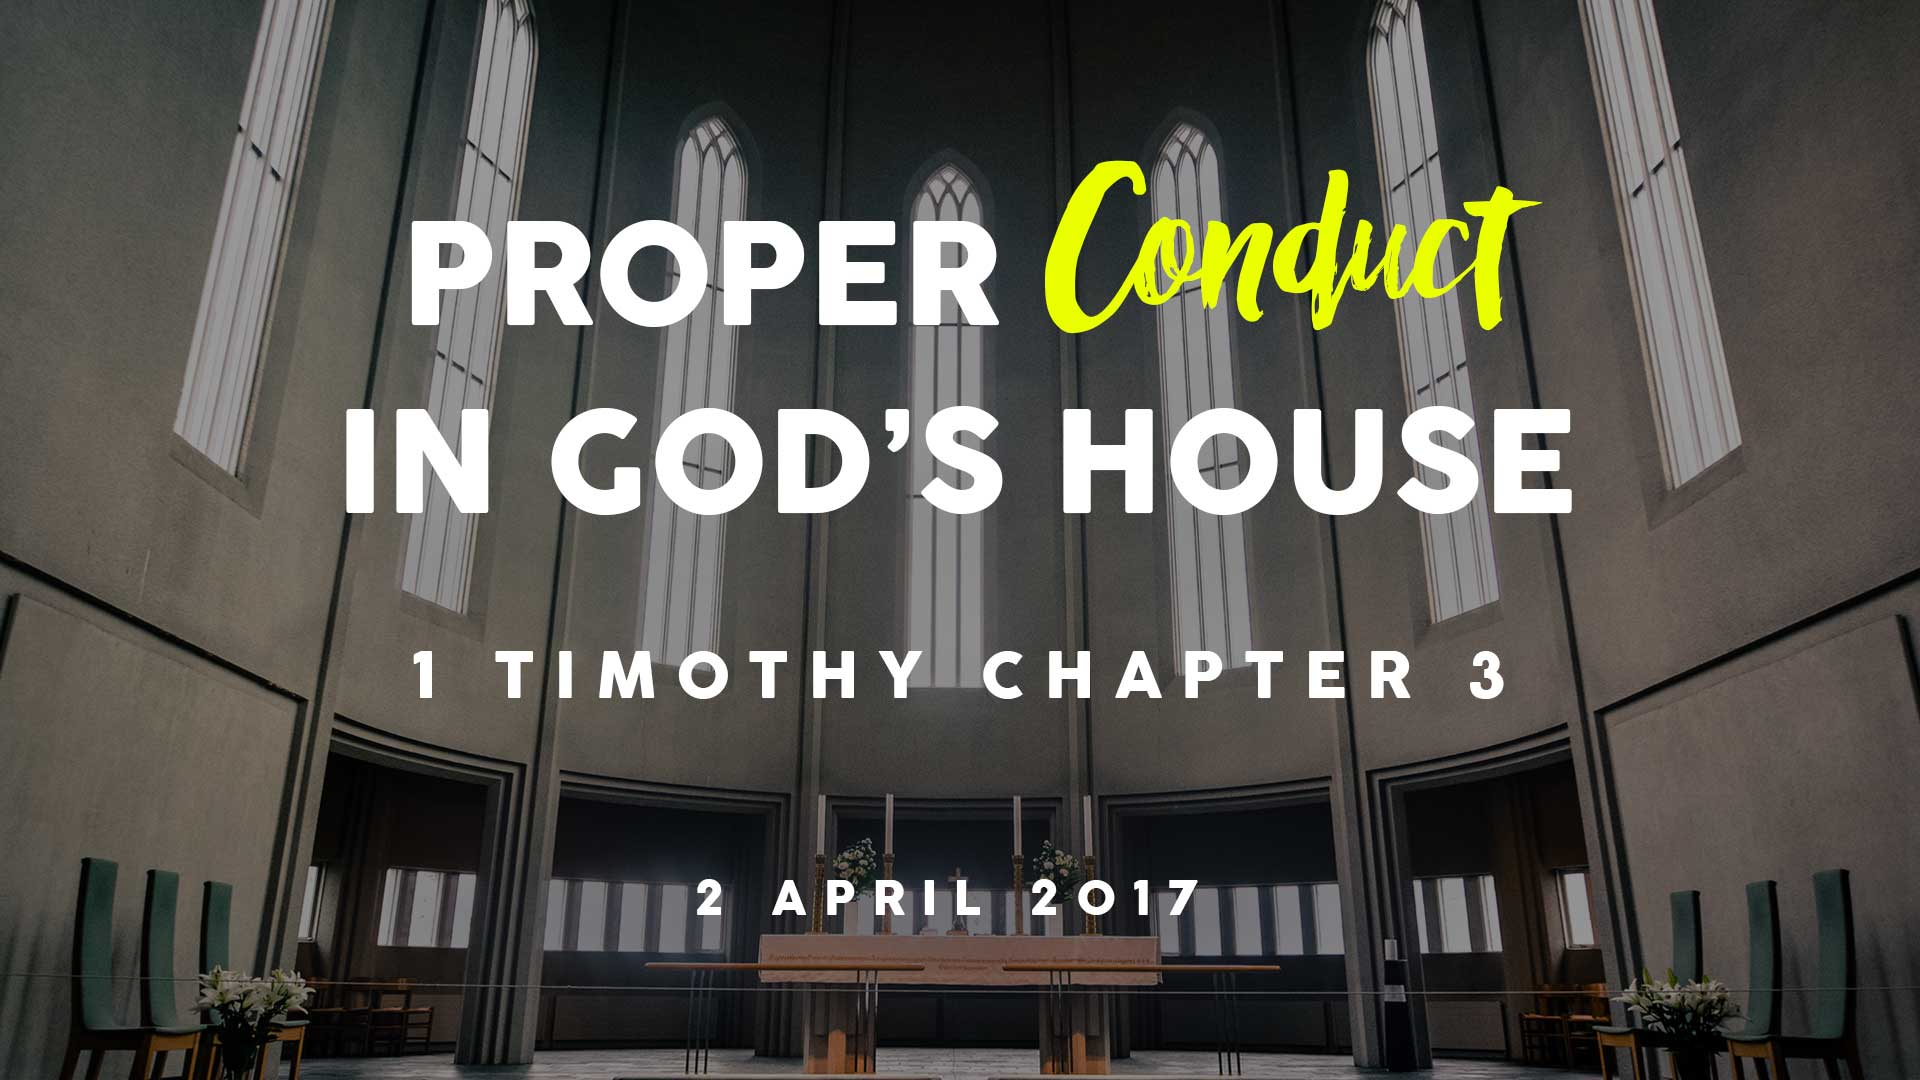 PROPER Conduct
IN GOD'S HOUSE
1 TIMOTHY CHAPTER 3
2 APRIL 2017